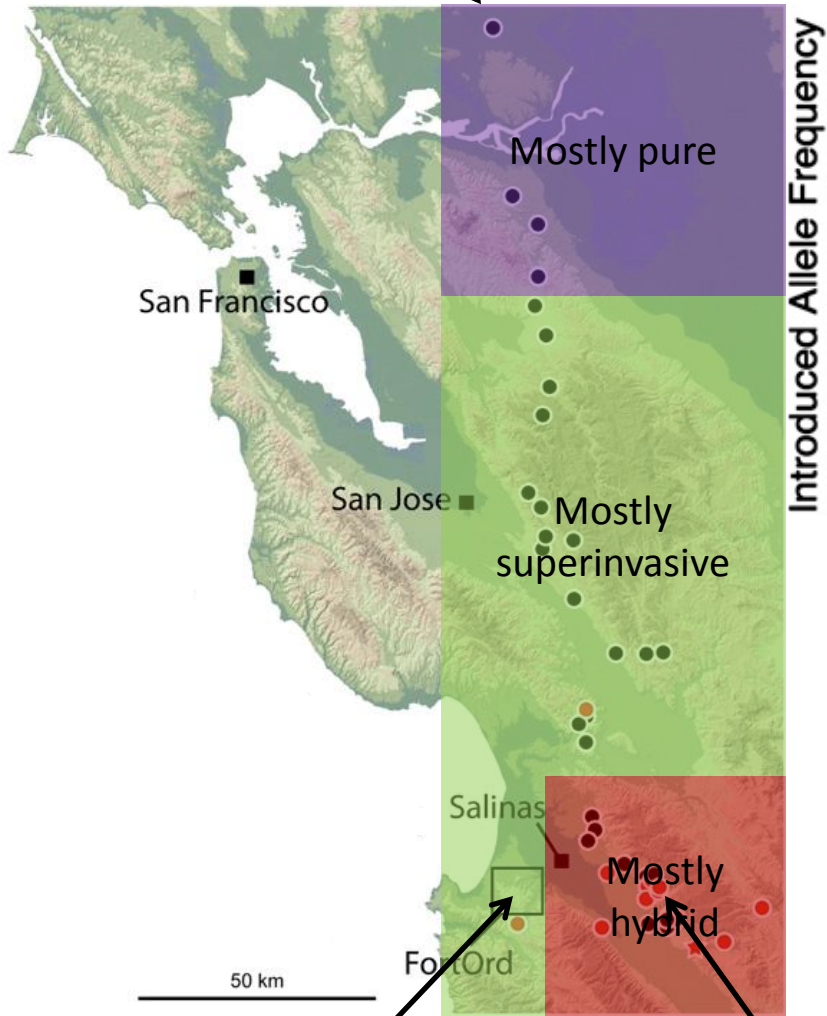 Mostly pure
San Francisco
San Jose
Mostly
superinvasive
Salinas
Mostly
hybrid
FortOrd
50 km
Introduced Allele Frequency